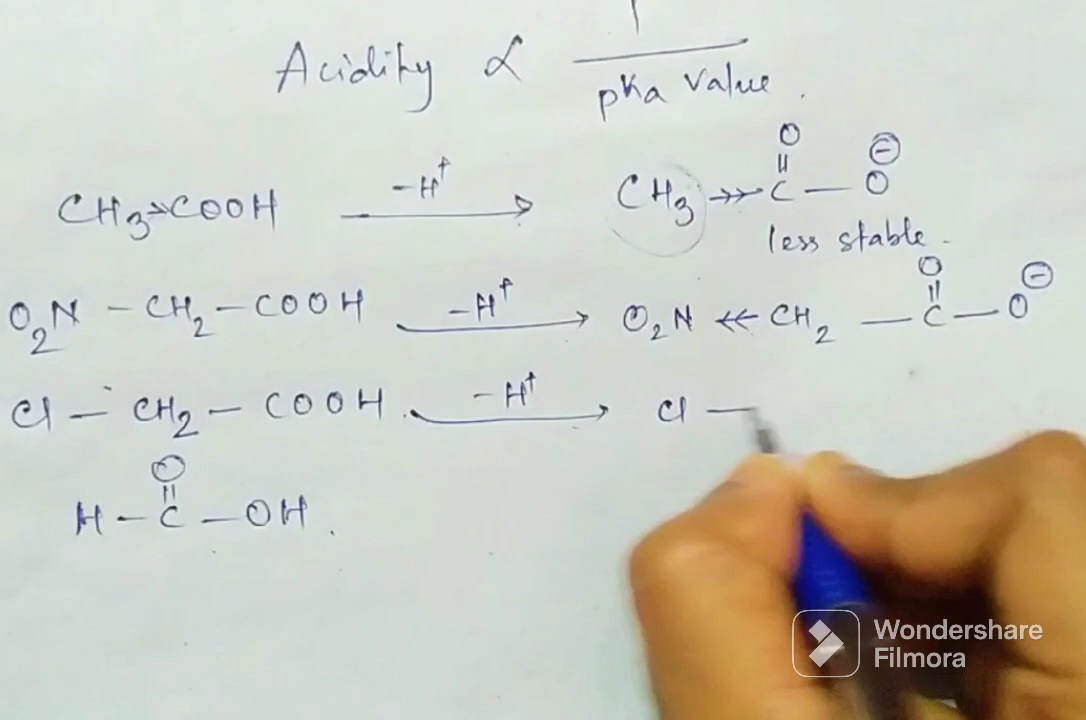 Acidity ∝ 1 / pKa value.
CH3→COOH —(-H+)→ CH3→→C(=O)—O⊖
less stable.
O2N—CH2—COOH —(-H+)→ O2N ←← CH2—C(=O)—O⊖
Cl—CH2—COOH —(-H+)→ Cl—
H—C(=O)—OH.
Wondershare
Filmora